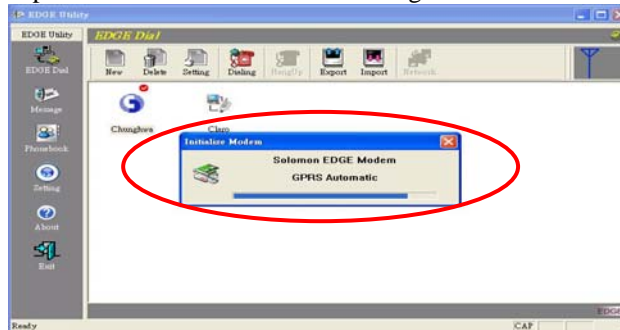 EDGE Utility
EDGE Utility
EDGE Dial
EDGE Dial
New Delete Setting Dialing HangUp Export Import Network
Message
Chunghwa Claro
Phonebook
Initialize Modem
Solomon EDGE Modem
GPRS Automatic
Setting
About
Exit
EDGE
Ready CAP